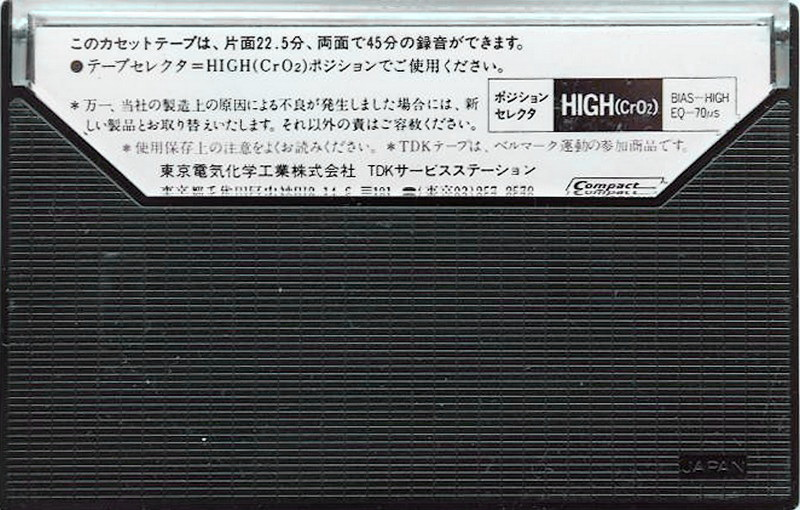 このカセットテープは、片面22.5分、両面で45分の録音ができます。
●テープセレクタ=HIGH(CrO2)ポジションでご使用ください。
ポジション
セレクタ
HIGH(CrO2)
BIAS-HIGH
EQ-70μs
*万一、当社の製造上の原因による不良が発生しました場合には、新
しい製品とお取り替えいたします。それ以外の責はご容赦ください。
*使用保存上の注意をよくお読みください。*TDKテープは、ベルマーク運動の参加商品です。
東京電気化学工業株式会社 TDKサービスステーション
Compact
JAPAN